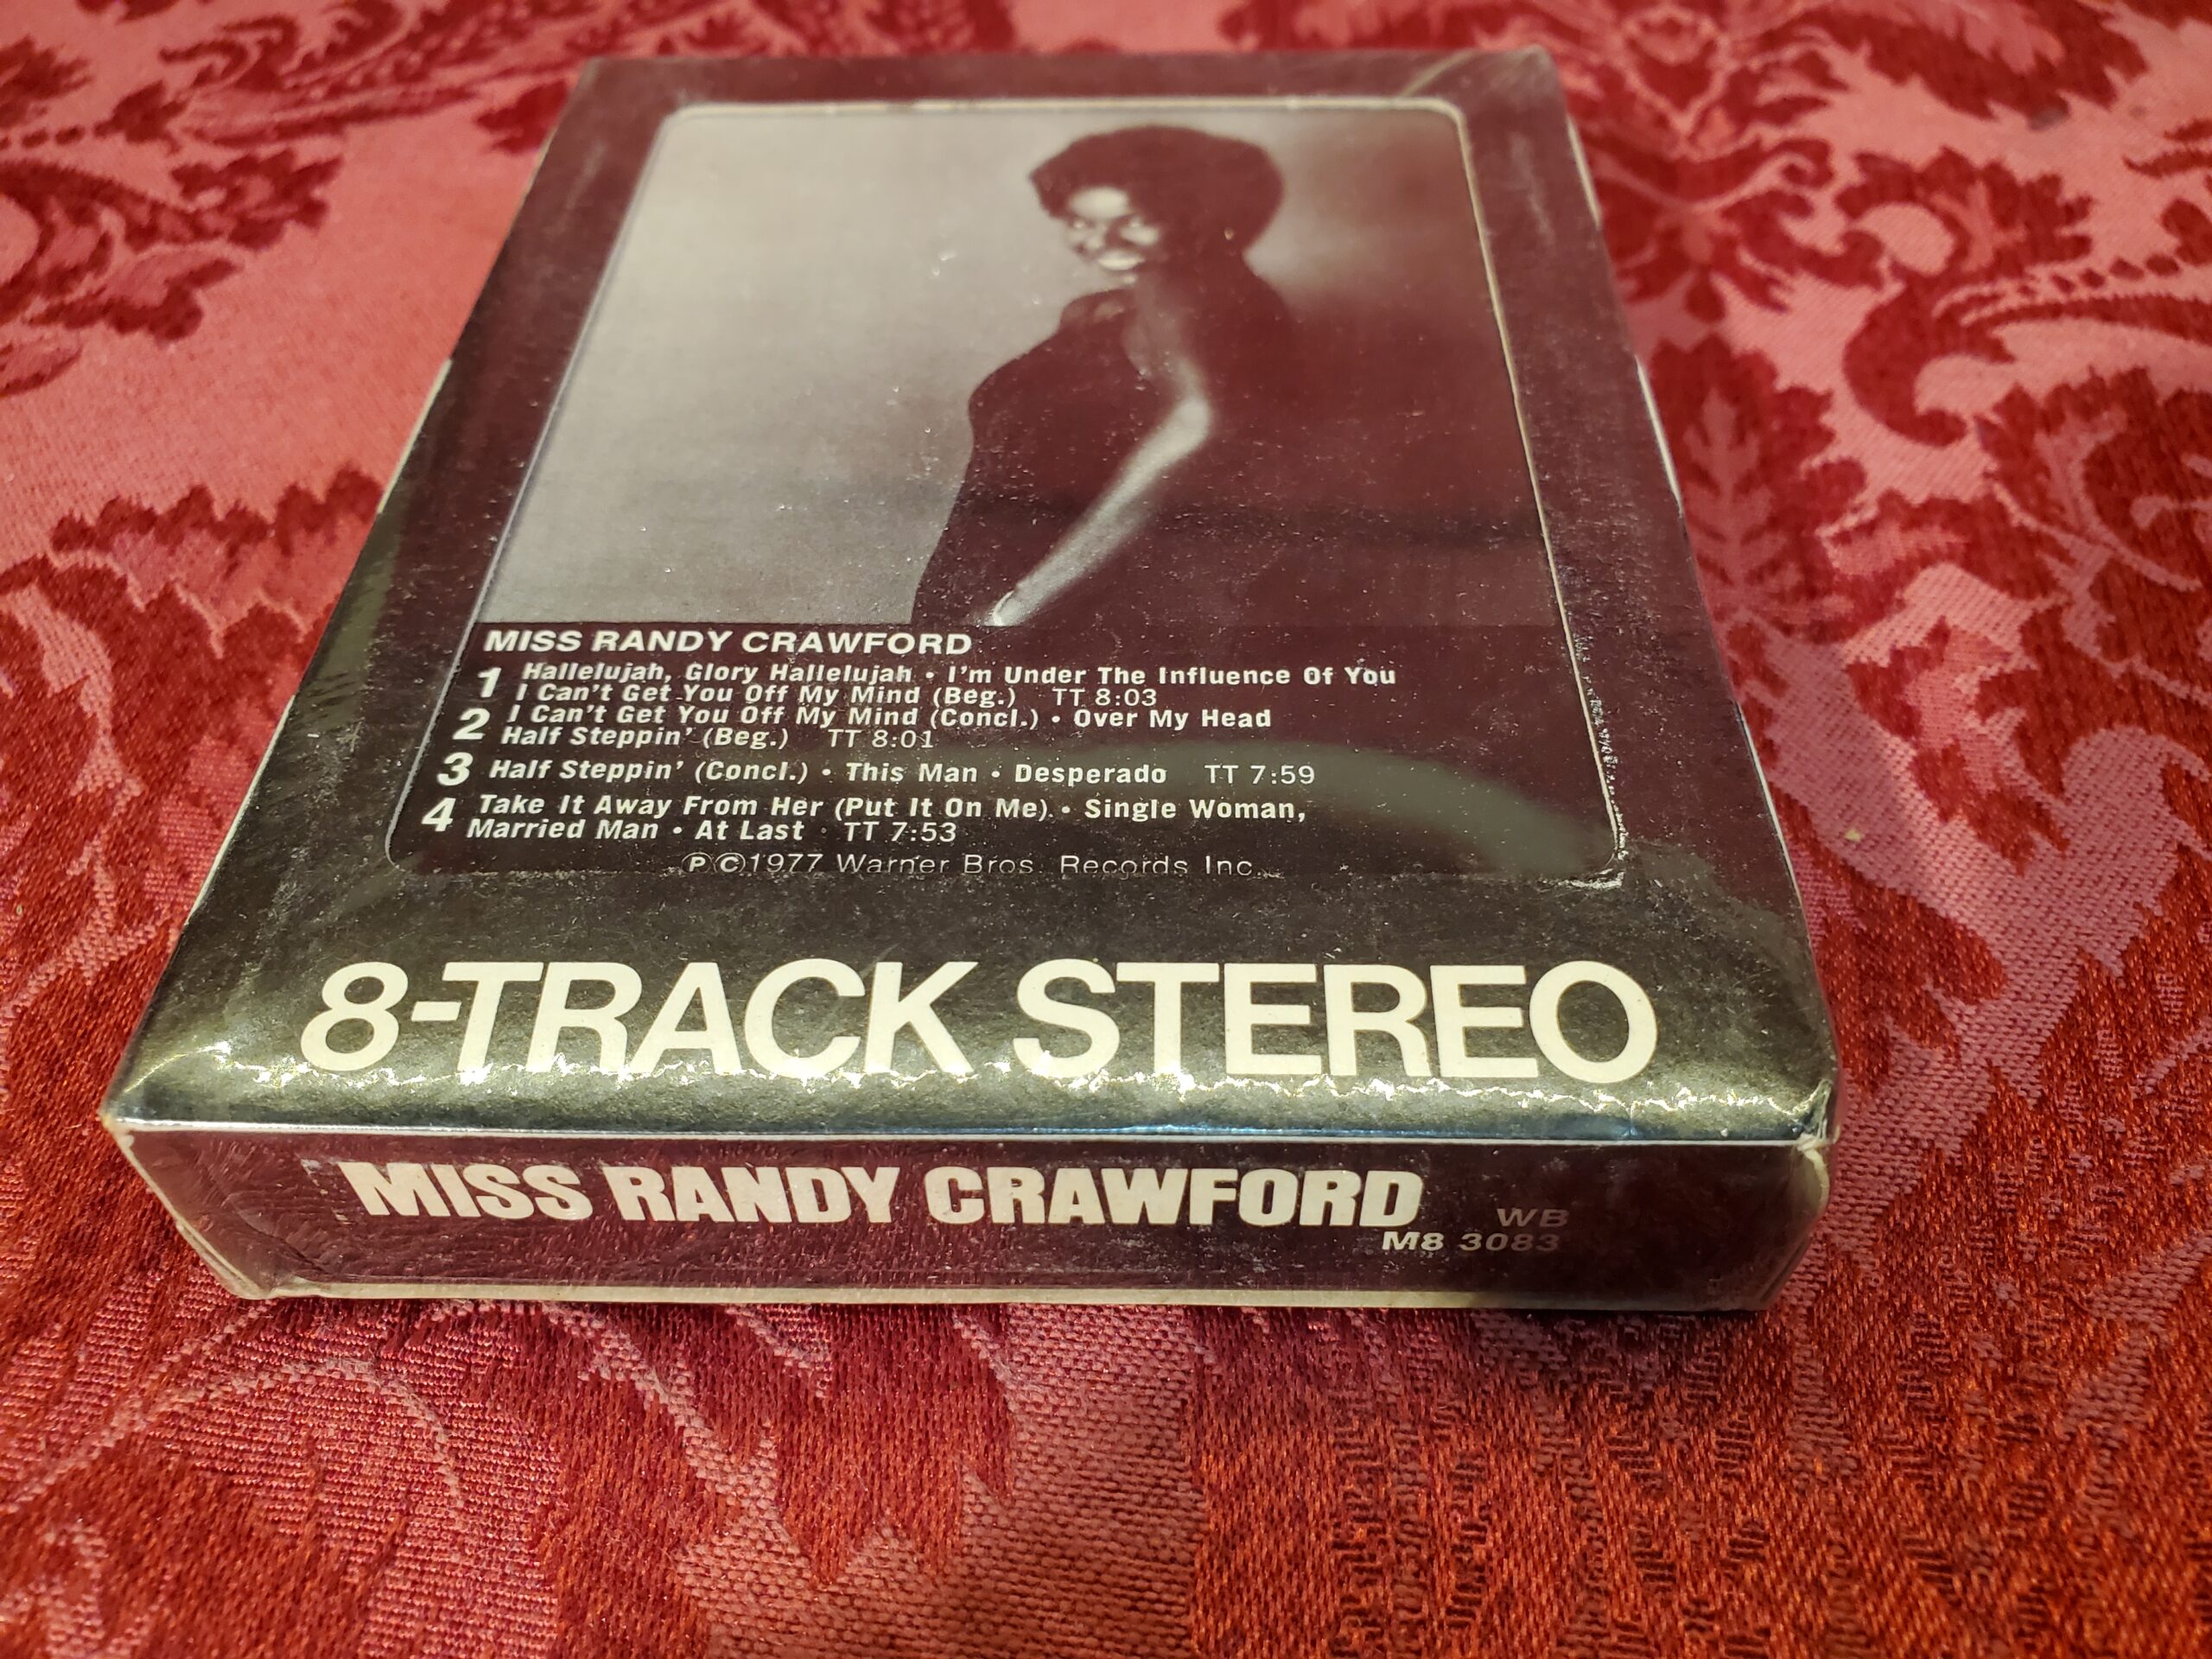 MISS RANDY CRAWFORD
1 Hallelujah, Glory Hallelujah • I'm Under The Influence Of You
I Can't Get You Off My Mind (Beg.) TT 8:03
2 I Can't Get You Off My Mind (Concl.) • Over My Head
Half Steppin' (Beg.) TT 8:01
3 Half Steppin' (Concl.) • This Man • Desperado TT 7:59
4 Take It Away From Her (Put It On Me) • Single Woman,
Married Man • At Last TT 7:53
℗©1977 Warner Bros. Records Inc.
8-TRACK STEREO
MISS RANDY CRAWFORD
WB
M8 3083